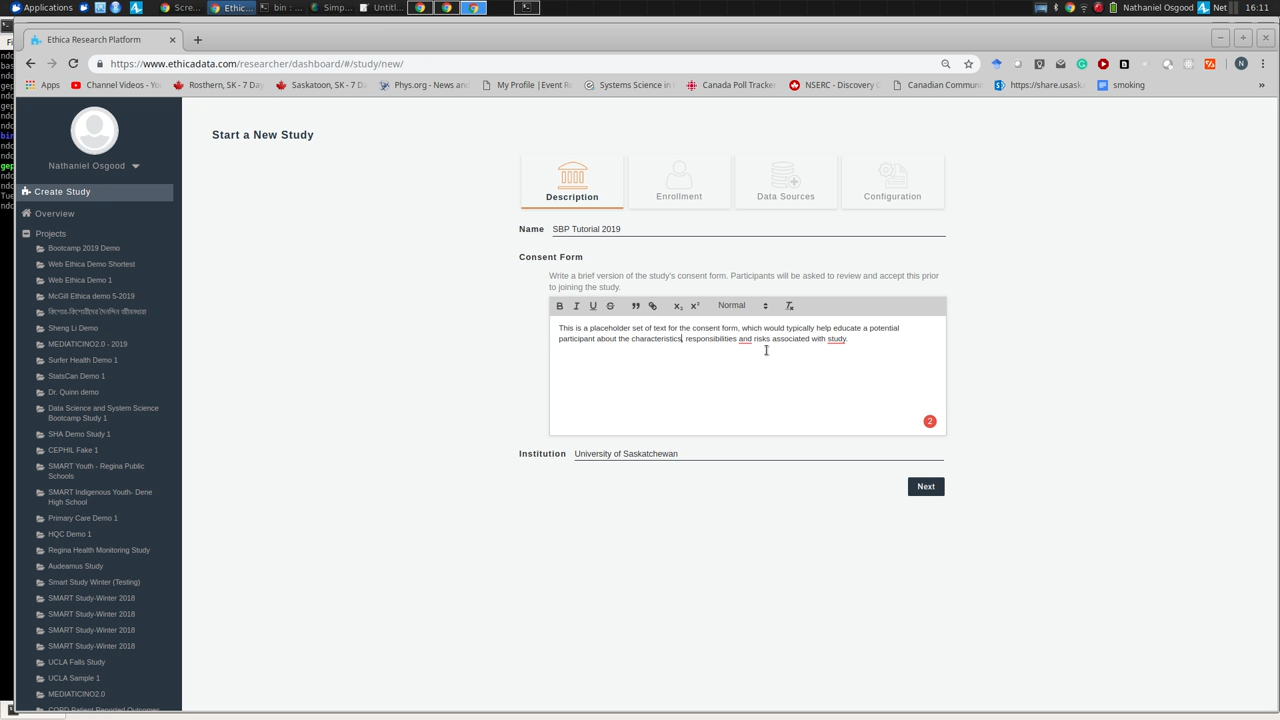 Applications
Scre
Ethic
bin :
Simp
Untitl
Nathaniel Osgood
Net
16:11
Ethica Research Platform
https://www.ethicadata.com/researcher/dashboard/#/study/new/
Apps
Channel Videos - Yo
Rosthern, SK - 7 Da
Saskatoon, SK - 7 D
Phys.org - News and
My Profile |Event R
Systems Science in
Canada Poll Tracker
NSERC - Discovery G
Canadian Commun
https://share.usask
smoking
»
Nathaniel Osgood
Create Study
Overview
Projects
Bootcamp 2019 Demo
Web Ethica Demo Shortest
Web Ethica Demo 1
McGill Ethica demo 5-2019
Sheng Li Demo
MEDIATICINO2.0 - 2019
Surfer Health Demo 1
StatsCan Demo 1
Dr. Quinn demo
Data Science and System Science
Bootcamp Study 1
SHA Demo Study 1
CEPHIL Fake 1
SMART Youth - Regina Public
Schools
SMART Indigenous Youth- Dene
High School
Primary Care Demo 1
HQC Demo 1
Regina Health Monitoring Study
Audeamus Study
Smart Study Winter (Testing)
SMART Study-Winter 2018
SMART Study-Winter 2018
SMART Study-Winter 2018
SMART Study-Winter 2018
UCLA Falls Study
UCLA Sample 1
MEDIATICINO2.0
COPD Patient Reported Outcomes
Start a New Study
Description
Enrollment
Data Sources
Configuration
Name SBP Tutorial 2019
Consent Form
Write a brief version of the study's consent form. Participants will be asked to review and accept this prior
to joining the study.
B I U S Normal
This is a placeholder set of text for the consent form, which would typically help educate a potential
participant about the characteristics, responsibilities and risks associated with study.
2
Institution University of Saskatchewan
Next